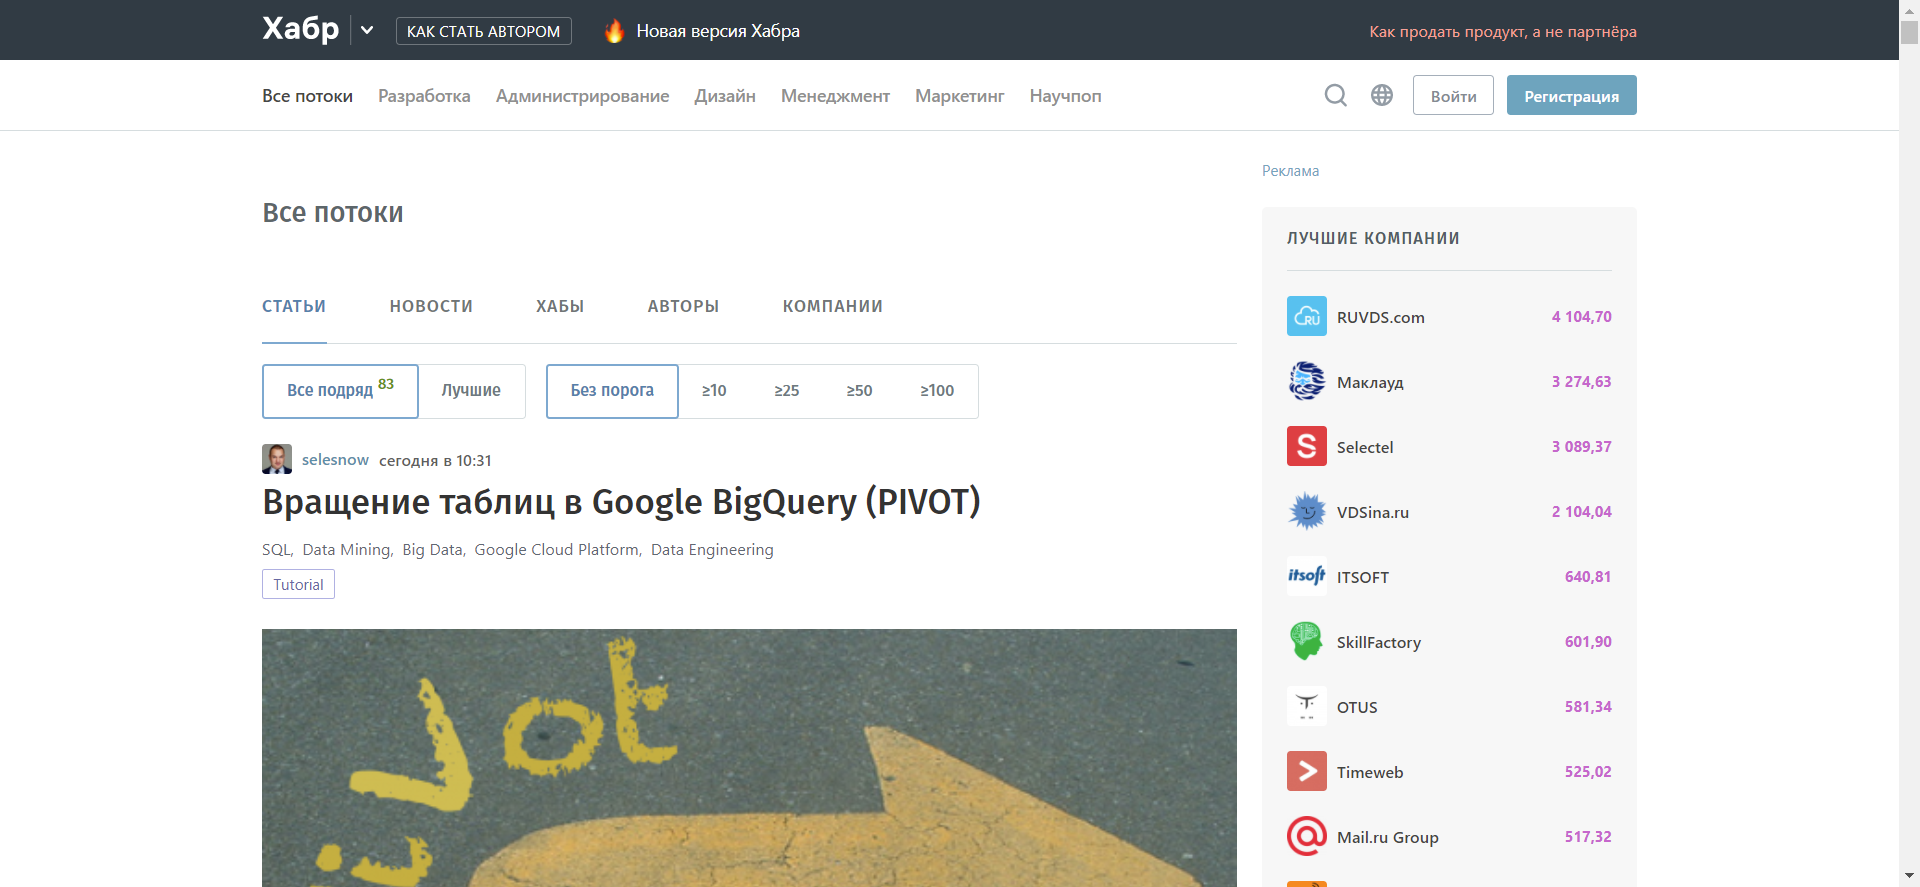 Хабр
КАК СТАТЬ АВТОРОМ
Новая версия Хабра
Как продать продукт, а не партнёра
Все потоки Разработка Администрирование Дизайн Менеджмент Маркетинг Научпоп
Войти
Регистрация
Реклама
Все потоки
СТАТЬИ НОВОСТИ ХАБЫ АВТОРЫ КОМПАНИИ
Все подряд 83 Лучшие Без порога ≥10 ≥25 ≥50 ≥100
selesnow сегодня в 10:31
Вращение таблиц в Google BigQuery (PIVOT)
SQL, Data Mining, Big Data, Google Cloud Platform, Data Engineering
Tutorial
ЛУЧШИЕ КОМПАНИИ
RU RUVDS.com 4 104,70
Маклауд 3 274,63
S Selectel 3 089,37
VDSina.ru 2 104,04
itsoft ITSOFT 640,81
SkillFactory 601,90
OTUS 581,34
Timeweb 525,02
@ Mail.ru Group 517,32